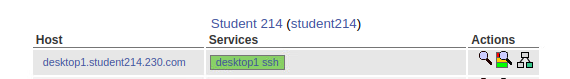 Student 214 (student214)
Host Services Actions
desktop1.student214.230.com desktop1 ssh